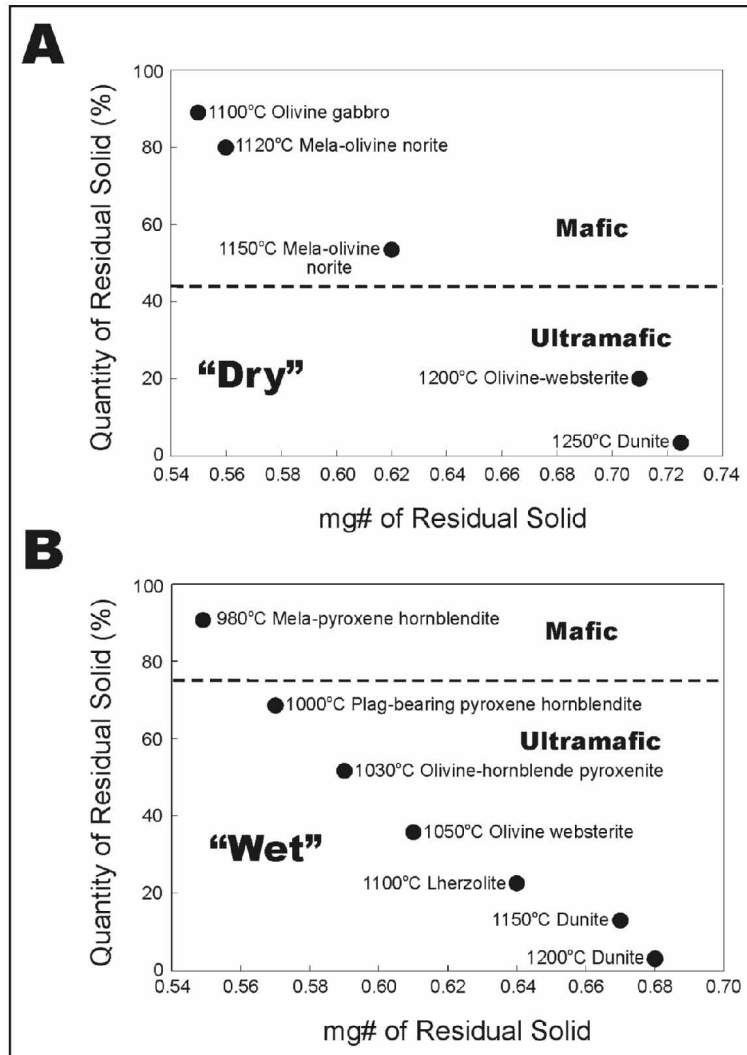 A
Quantity of Residual Solid (%)
100
80
60
40
20
0
1100°C Olivine gabbro
1120°C Mela-olivine norite
1150°C Mela-olivine
norite
Mafic
Ultramafic
“Dry”
1200°C Olivine-websterite
1250°C Dunite
0.54 0.56 0.58 0.60 0.62 0.64 0.66 0.68 0.70 0.72 0.74
mg# of Residual Solid
B
Quantity of Residual Solid (%)
100
80
60
40
20
0
980°C Mela-pyroxene hornblendite
Mafic
1000°C Plag-bearing pyroxene hornblendite
Ultramafic
1030°C Olivine-hornblende pyroxenite
“Wet”
1050°C Olivine websterite
1100°C Lherzolite
1150°C Dunite
1200°C Dunite
0.54 0.56 0.58 0.60 0.62 0.64 0.66 0.68 0.70
mg# of Residual Solid